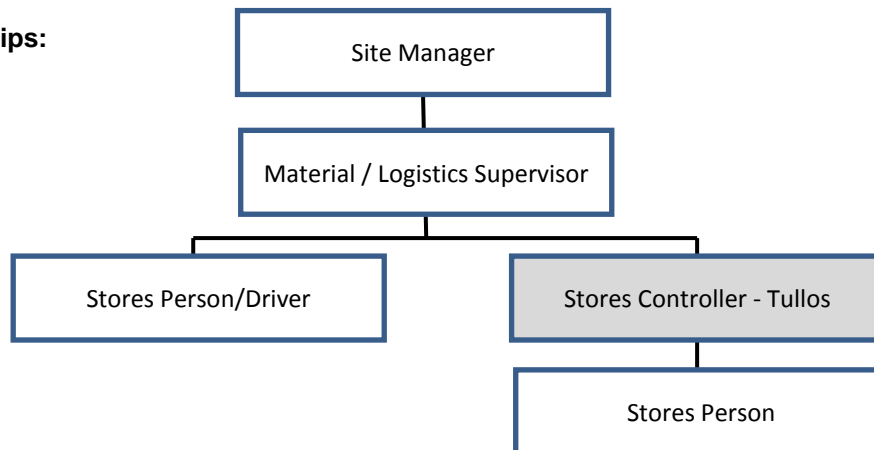 ips:
Site Manager
Material / Logistics Supervisor
Stores Person/Driver
Stores Controller - Tullos
Stores Person